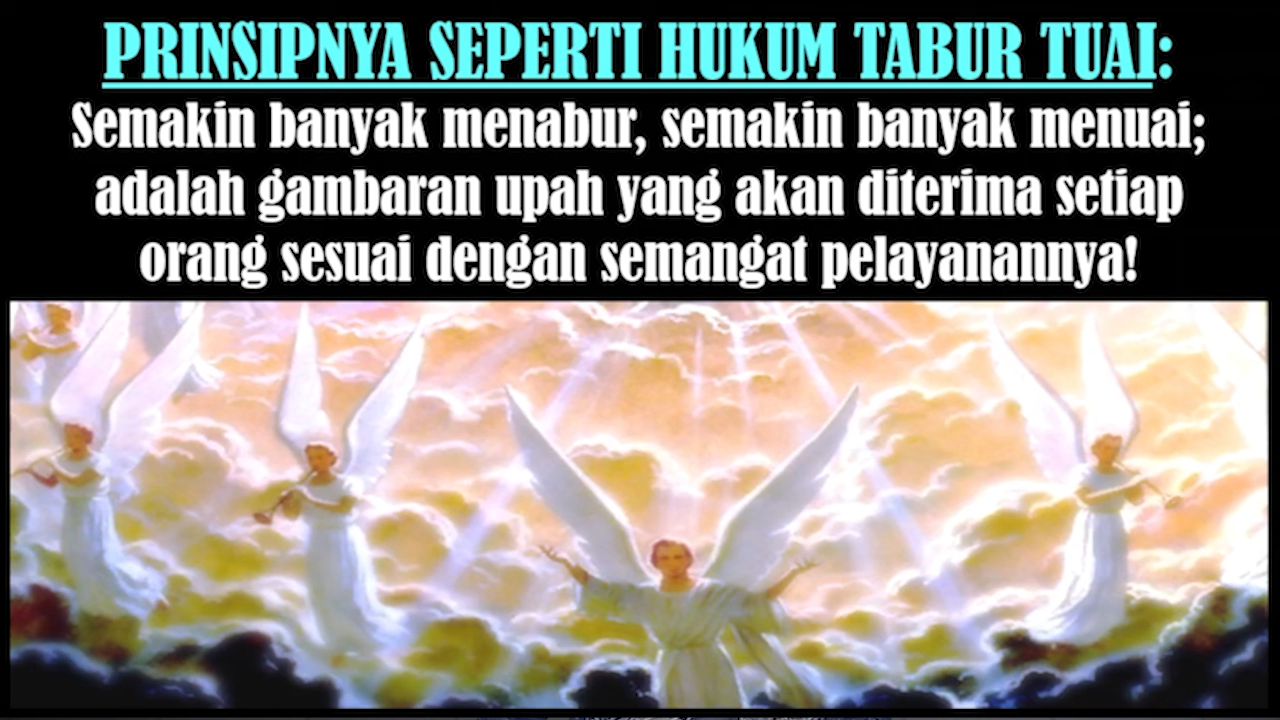 PRINSIPNYA SEPERTI HUKUM TABUR TUAI:
Semakin banyak menabur, semakin banyak menuai;
adalah gambaran upah yang akan diterima setiap
orang sesuai dengan semangat pelayanannya!